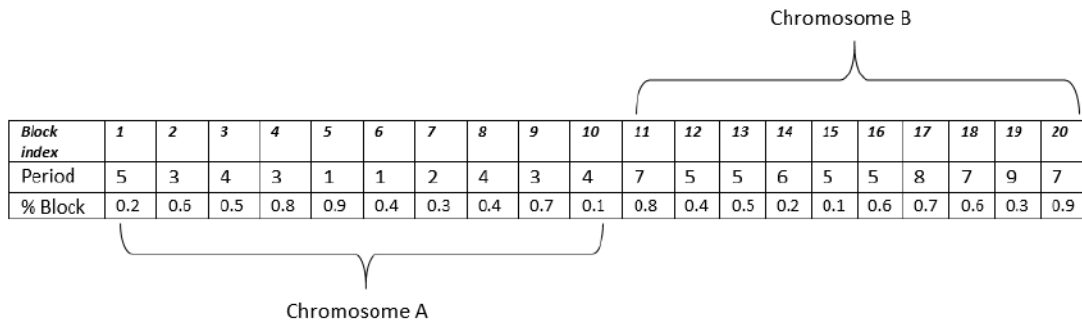 Chromosome B
Block index 1 2 3 4 5 6 7 8 9 10 11 12 13 14 15 16 17 18 19 20
Period 5 3 4 3 1 1 2 4 3 4 7 5 5 6 5 5 8 7 9 7
% Block 0.2 0.6 0.5 0.8 0.9 0.4 0.3 0.4 0.7 0.1 0.8 0.4 0.5 0.2 0.1 0.6 0.7 0.6 0.3 0.9
Chromosome A